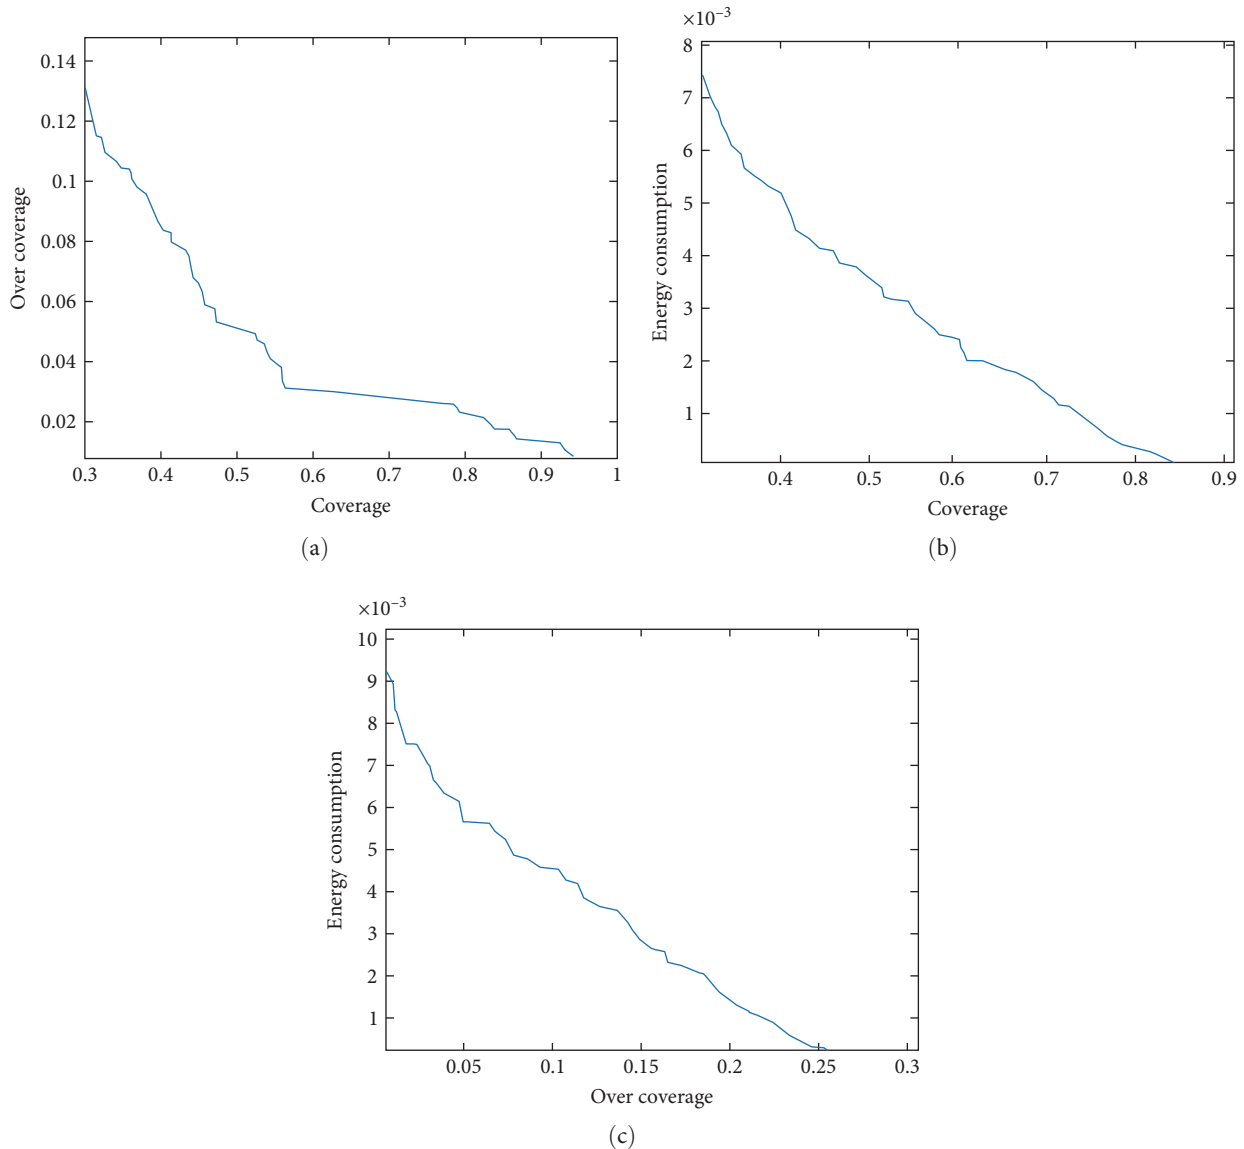 0.14
0.12
0.1
0.08
0.06
0.04
0.02
Over coverage
0.3 0.4 0.5 0.6 0.7 0.8 0.9 1
Coverage
(a)
×10–3
8
7
6
5
4
3
2
1
Energy consumption
0.4 0.5 0.6 0.7 0.8 0.9
Coverage
(b)
×10–3
10
9
8
7
6
5
4
3
2
1
Energy consumption
0.05 0.1 0.15 0.2 0.25 0.3
Over coverage
(c)